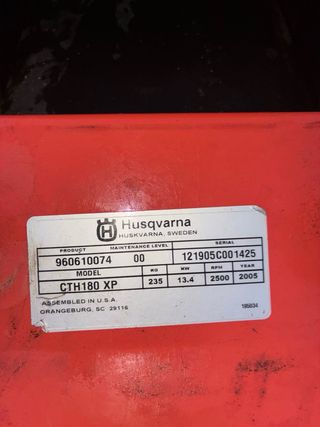 Husqvarna
HUSKVARNA, SWEDEN
PRODUCT MAINTENANCE LEVEL SERIAL
960610074 00 121905C001425
MODEL KG KW RPM YEAR
CTH180 XP 235 13.4 2500 2005
ASSEMBLED IN U.S.A.
ORANGEBURG, SC 29116
195034